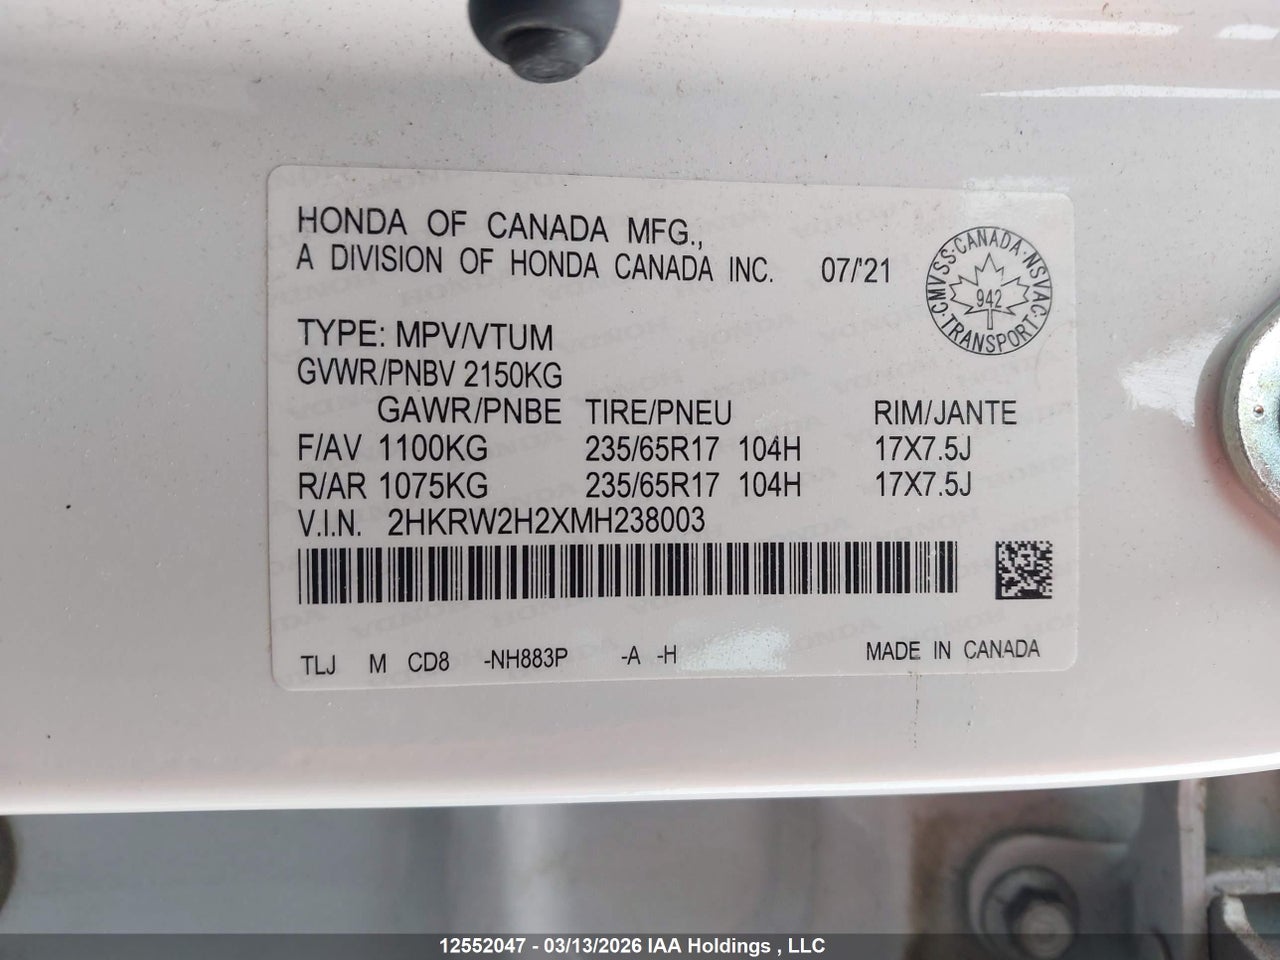 HONDA OF CANADA MFG.,
A DIVISION OF HONDA CANADA INC. 07/'21
CMVSS·CANADA·NSVAC·TRANSPORT·
942
TYPE: MPV/VTUM
GVWR/PNBV 2150KG
GAWR/PNBE TIRE/PNEU RIM/JANTE
F/AV 1100KG 235/65R17 104H 17X7.5J
R/AR 1075KG 235/65R17 104H 17X7.5J
V.I.N. 2HKRW2H2XMH238003
TLJ M CD8 -NH883P -A -H MADE IN CANADA
12552047 - 03/13/2026 IAA Holdings , LLC